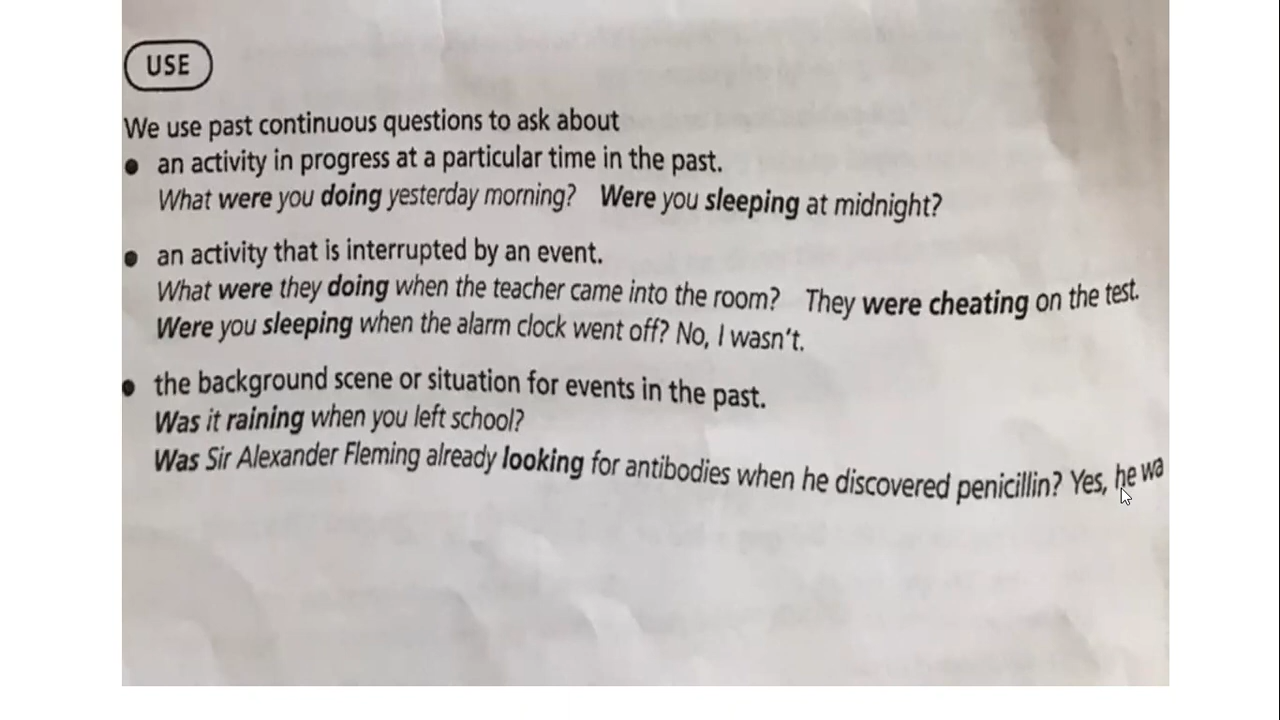 USE
We use past continuous questions to ask about
• an activity in progress at a particular time in the past.
What were you doing yesterday morning? Were you sleeping at midnight?
• an activity that is interrupted by an event.
What were they doing when the teacher came into the room? They were cheating on the test.
Were you sleeping when the alarm clock went off? No, I wasn't.
• the background scene or situation for events in the past.
Was it raining when you left school?
Was Sir Alexander Fleming already looking for antibodies when he discovered penicillin? Yes, he wa